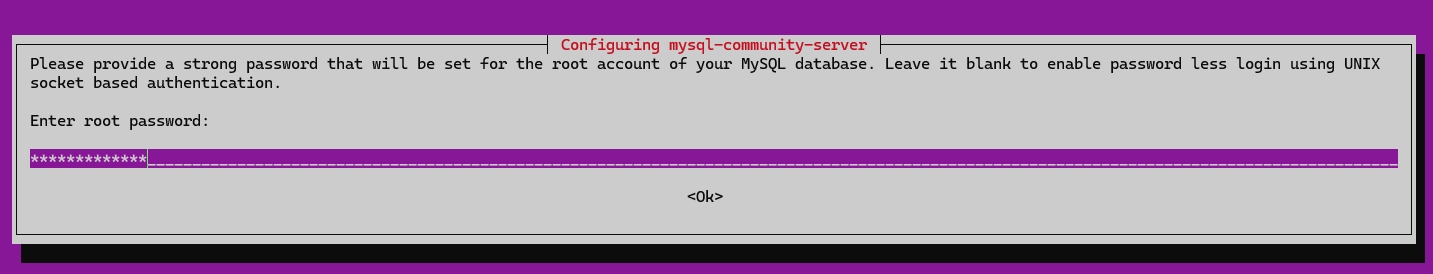 Configuring mysql-community-server
Please provide a strong password that will be set for the root account of your MySQL database. Leave it blank to enable password less login using UNIX
socket based authentication.
Enter root password:
*************
<Ok>